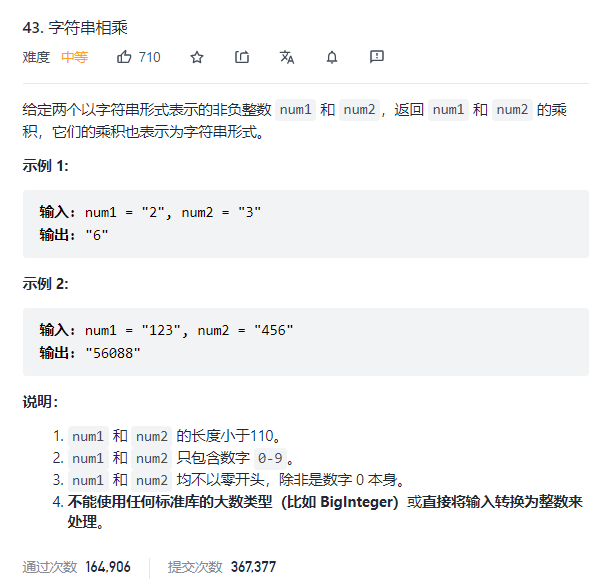 43. 字符串相乘
难度 中等 710
给定两个以字符串形式表示的非负整数 num1 和 num2，返回 num1 和 num2 的乘
积，它们的乘积也表示为字符串形式。
示例 1:
输入: num1 = "2", num2 = "3"
输出: "6"
示例 2:
输入: num1 = "123", num2 = "456"
输出: "56088"
说明：
1. num1 和 num2 的长度小于110。
2. num1 和 num2 只包含数字 0-9。
3. num1 和 num2 均不以零开头，除非是数字 0 本身。
4. 不能使用任何标准库的大数类型（比如 BigInteger）或直接将输入转换为整数来
处理。
通过次数 164,906 提交次数 367,377